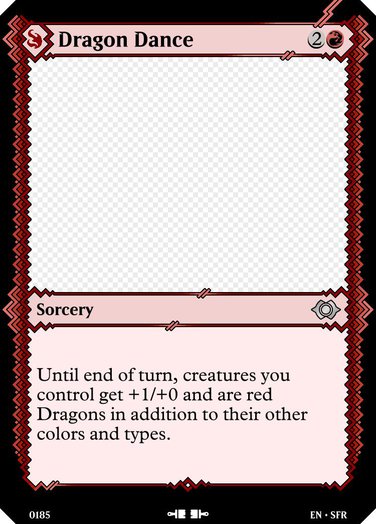 Dragon Dance 2
Sorcery
Until end of turn, creatures you
control get +1/+0 and are red
Dragons in addition to their other
colors and types.
0185 EN • SFR